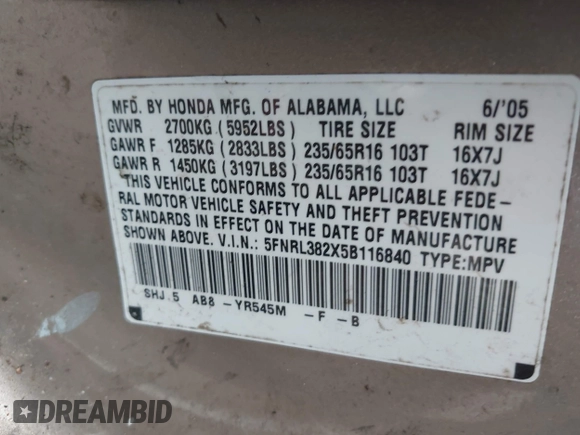 MFD. BY HONDA MFG. OF ALABAMA, LLC 6/'05
GVWR 2700KG (5952LBS) TIRE SIZE RIM SIZE
GAWR F 1285KG (2833LBS) 235/65R16 103T 16X7J
GAWR R 1450KG (3197LBS) 235/65R16 103T 16X7J
THIS VEHICLE CONFORMS TO ALL APPLICABLE FEDE-
RAL MOTOR VEHICLE SAFETY AND THEFT PREVENTION
STANDARDS IN EFFECT ON THE DATE OF MANUFACTURE
SHOWN ABOVE. V.I.N.: 5FNRL382X5B116840 TYPE:MPV
SHJ 5 AB8 -YR545M -F -B
DREAMBID